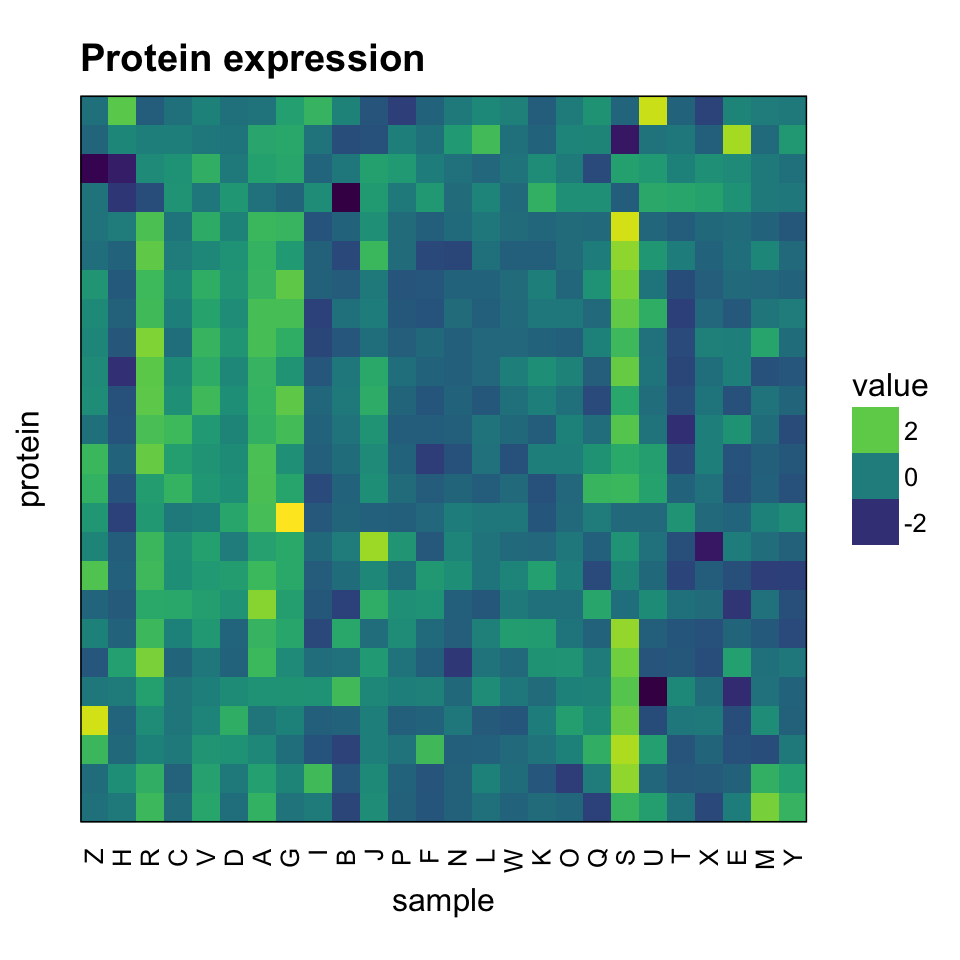 Protein expression
protein
value
2
0
-2
Z H R C V D A G I B J P F N L W K O Q S U T X E M Y
sample